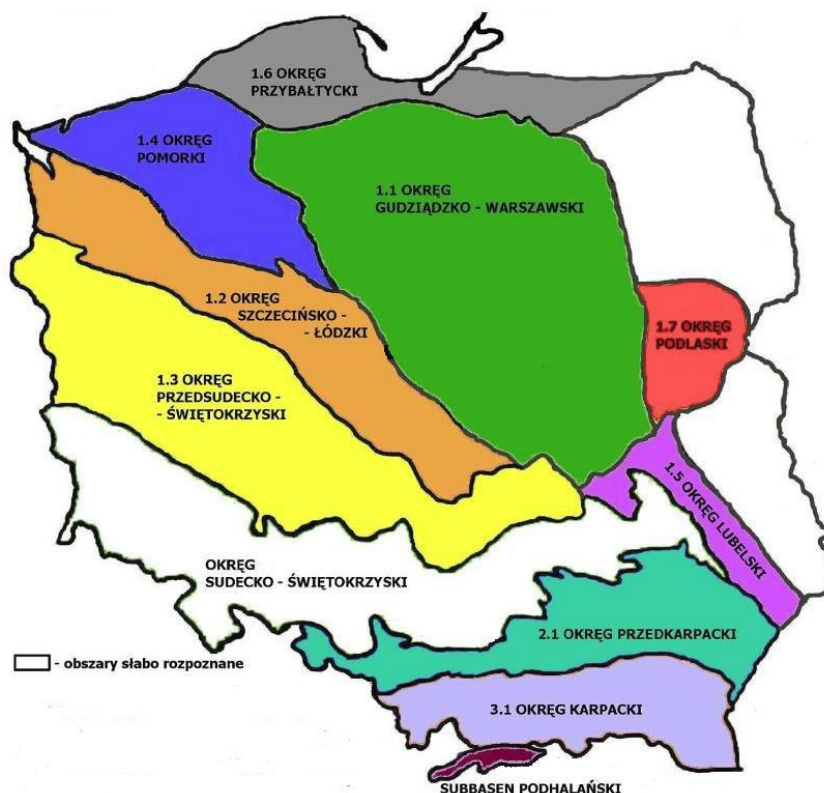 1.6 OKRĘG
PRZYBAŁTYCKI
1.4 OKRĘG
POMORKI
1.1 OKRĘG
GUDZIĄDZKO - WARSZAWSKI
1.2 OKRĘG
SZCZECIŃSKO -
- ŁÓDZKI
1.7 OKRĘG
PODLASKI
1.3 OKRĘG
PRZEDSUDECKO -
- ŚWIĘTOKRZYSKI
1.5 OKRĘG LUBELSKI
OKRĘG
SUDECKO - ŚWIĘTOKRZYSKI
2.1 OKRĘG PRZEDKARPACKI
- obszary słabo rozpoznane
3.1 OKRĘG KARPACKI
SUBBASEN PODHALAŃSKI